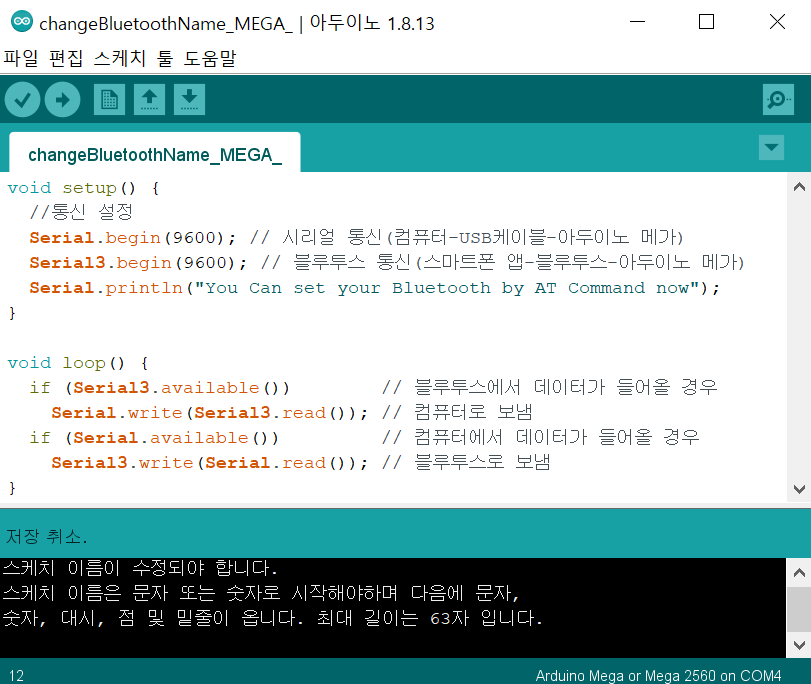 changeBluetoothName_MEGA_ | 아두이노 1.8.13
파일 편집 스케치 툴 도움말
changeBluetoothName_MEGA_
void setup() {
//통신 설정
Serial.begin(9600); // 시리얼 통신(컴퓨터-USB케이블-아두이노 메가)
Serial3.begin(9600); // 블루투스 통신(스마트폰 앱-블루투스-아두이노 메가)
Serial.println("You Can set your Bluetooth by AT Command now");
}
void loop() {
if (Serial3.available()) // 블루투스에서 데이터가 들어올 경우
Serial.write(Serial3.read()); // 컴퓨터로 보냄
if (Serial.available()) // 컴퓨터에서 데이터가 들어올 경우
Serial3.write(Serial.read()); // 블루투스로 보냄
}
저장 취소.
스케치 이름이 수정되야 합니다.
스케치 이름은 문자 또는 숫자로 시작해야하며 다음에 문자,
숫자, 대시, 점 및 밑줄이 옵니다. 최대 길이는 63자 입니다.
12 Arduino Mega or Mega 2560 on COM4